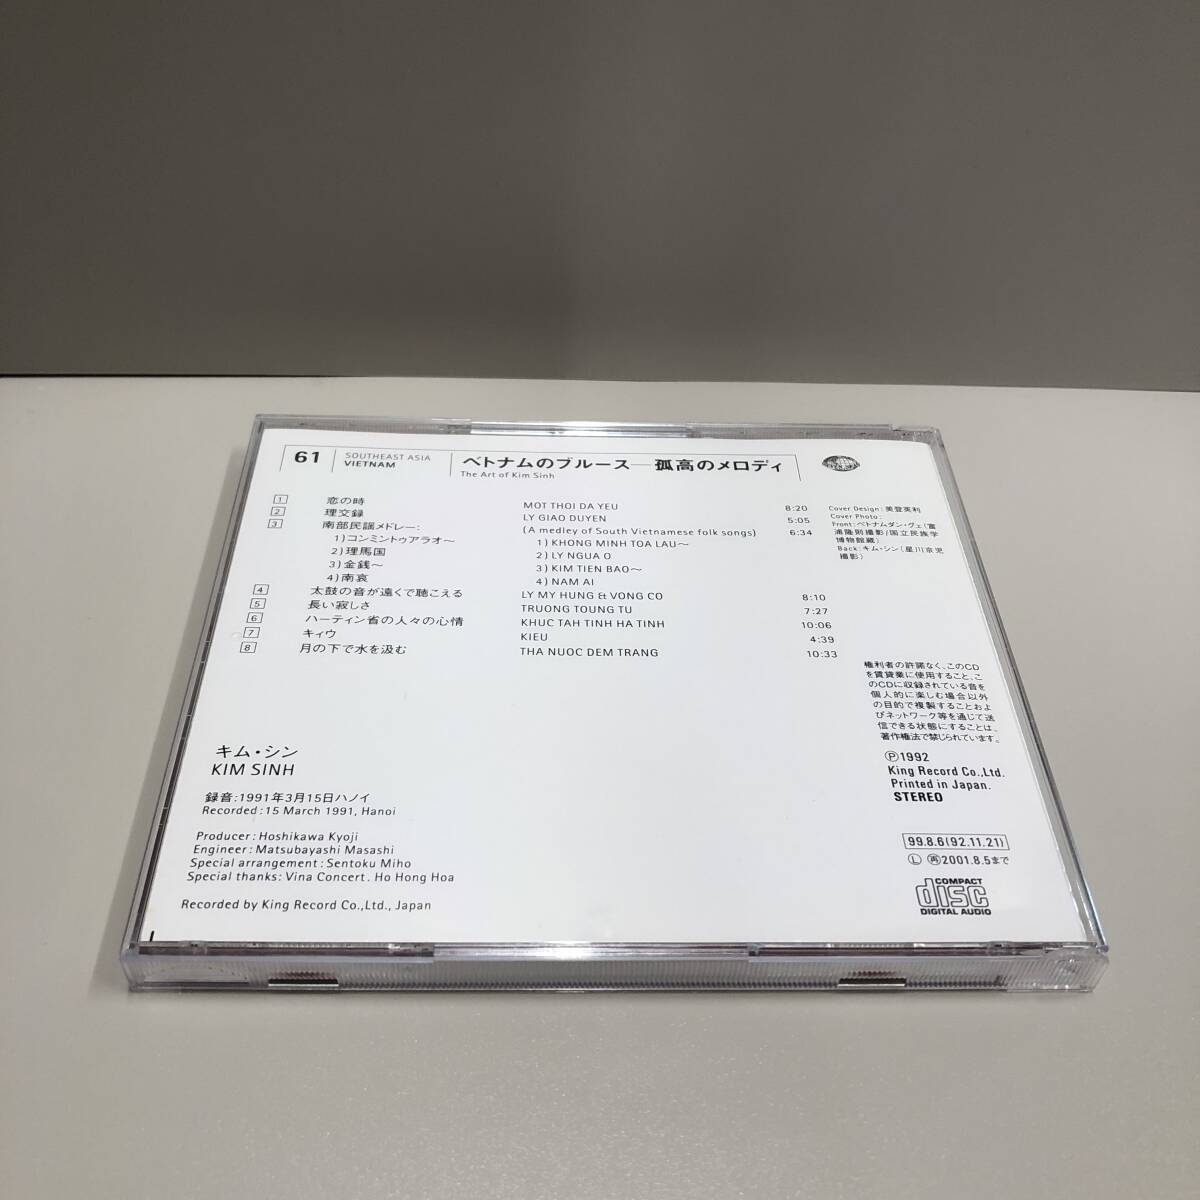 61
SOUTHEAST ASIA
VIETNAM
ベトナムのブルース―孤高のメロディ
The Art of Kim Sinh
1 恋の時 MOT THOI DA YEU 8:20
2 理交録 LY GIAO DUYEN 5:05
3 南部民謡メドレー: (A medley of South Vietnamese folk songs) 6:34
1)コンミントゥアラオ〜 1) KHONG MINH TOA LAU〜
2)理馬国 2) LY NGUA O
3)金銭〜 3) KIM TIEN BAO〜
4)南哀 4) NAM AI
4 太鼓の音が遠くで聴こえる LY MY HUNG & VONG CO 8:10
5 長い寂しさ TRUONG TOUNG TU 7:27
6 ハーティン省の人々の心情 KHUC TAH TINH HA TINH 10:06
7 キィウ KIEU 4:39
8 月の下で水を汲む THA NUOC DEM TRANG 10:33
Cover Design: 美登英利
Cover Photo:
Front:ベトナムダン・グェ(富
浦隆則撮影/国立民族学
博物館蔵)
Back:キム・シン(星川京児
撮影)
権利者の許諾なく、このCD
を賃貸業に使用すること、こ
のCDに収録されている音を
個人的に楽しむ場合以外
の目的で複製することおよ
びネットワーク等を通じて送
信できる状態にすることは、
著作権法で禁じられています。
Ⓟ1992
King Record Co.,Ltd.
Printed in Japan.
STEREO
99.8.6(92.11.21)
Ⓛ 再2001.8.5まで
COMPACT
disc
DIGITAL AUDIO
キム・シン
KIM SINH
録音:1991年3月15日ハノイ
Recorded:15 March 1991, Hanoi
Producer: Hoshikawa Kyoji
Engineer: Matsubayashi Masashi
Special arrangement: Sentoku Miho
Special thanks: Vina Concert. Ho Hong Hoa
Recorded by King Record Co.,Ltd., Japan